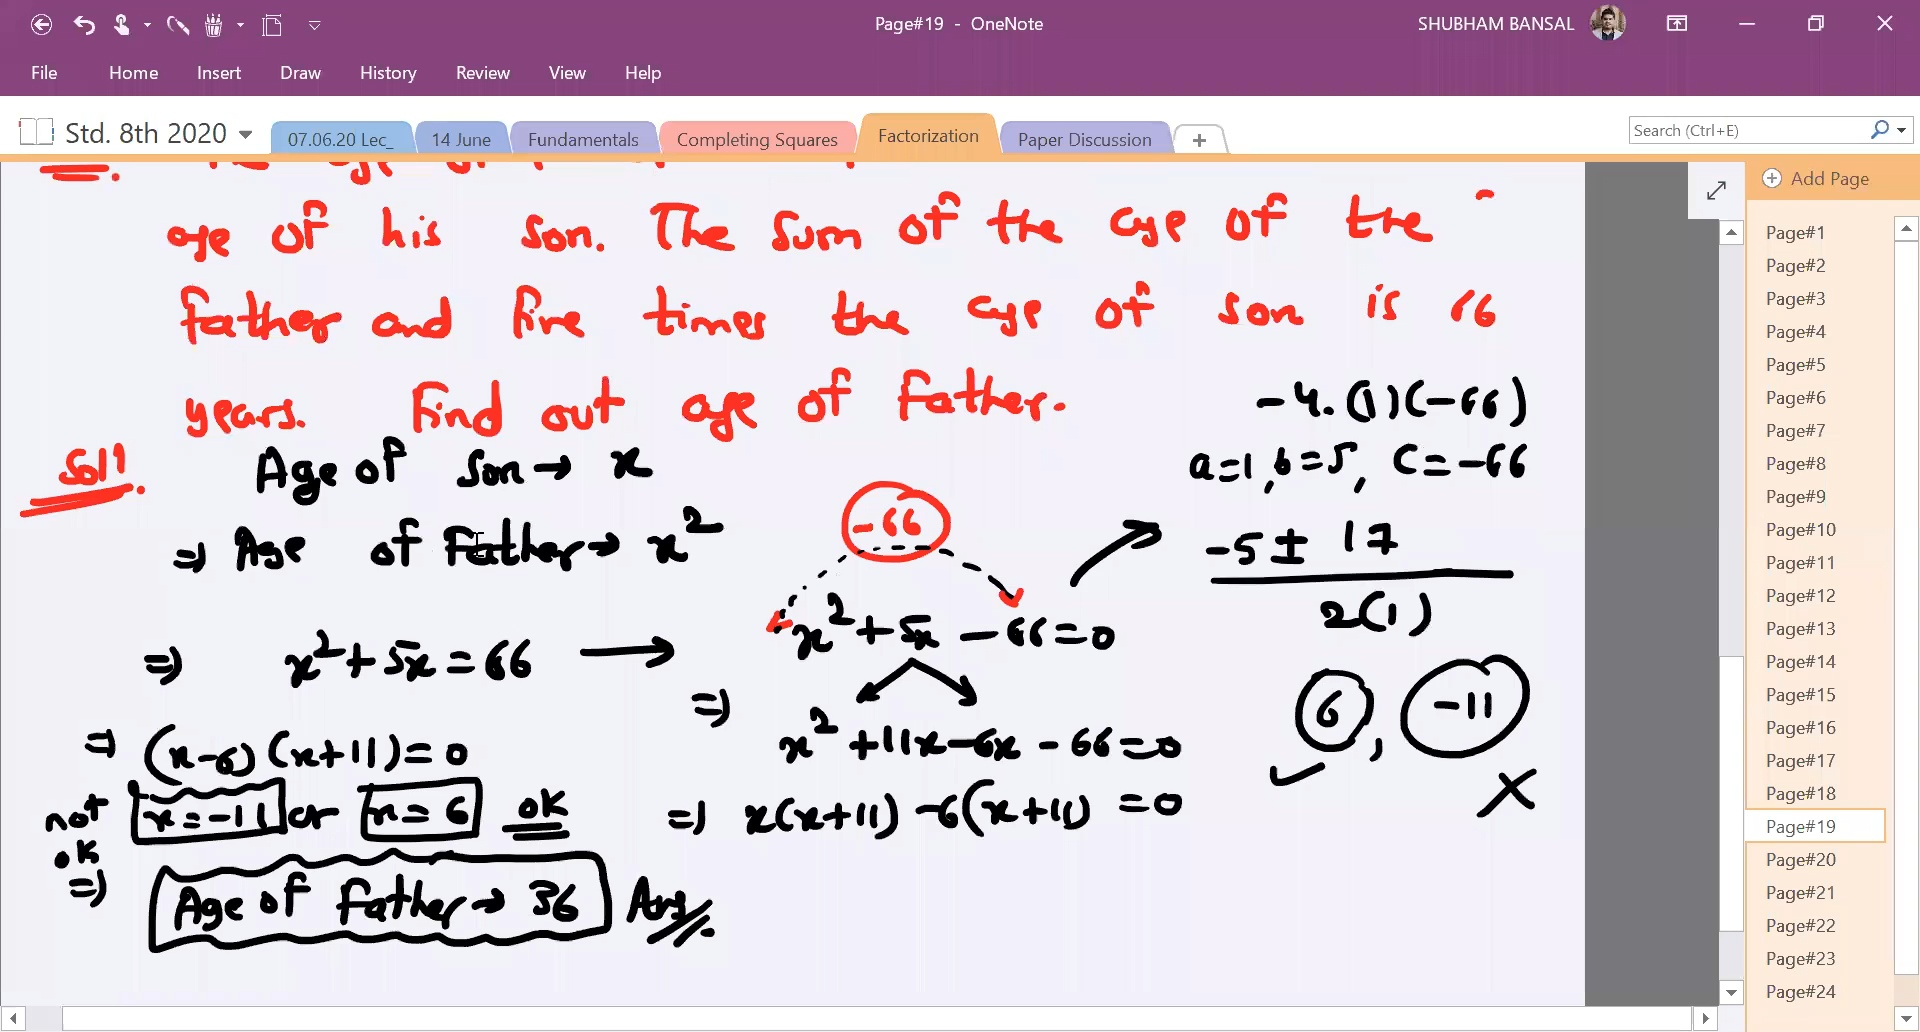 Page#19 - OneNote
SHUBHAM BANSAL
File Home Insert Draw History Review View Help
Std. 8th 2020
07.06.20 Lec_
14 June
Fundamentals
Completing Squares
Factorization
Paper Discussion
Search (Ctrl+E)
Add Page
age of his son. The sum of the age of the
father and five times the age of son is 66
years. Find out age of father.
Solⁿ.
Age of son → x
⇒ Age of Father → x²
⇒ x² + 5x = 66 →
⇒ (x-6)(x+11) = 0
not ok
x = -11 or x = 6 ok
⇒ Age of father → 36 Ans.
-66
x² + 5x - 66 = 0
⇒ x² + 11x - 6x - 66 = 0
⇒ x(x+11) - 6(x+11) = 0
-4.(1)(-66)
a=1, b=5, c=-66
-5 ± 17
2(1)
6, -11
Page#1
Page#2
Page#3
Page#4
Page#5
Page#6
Page#7
Page#8
Page#9
Page#10
Page#11
Page#12
Page#13
Page#14
Page#15
Page#16
Page#17
Page#18
Page#19
Page#20
Page#21
Page#22
Page#23
Page#24